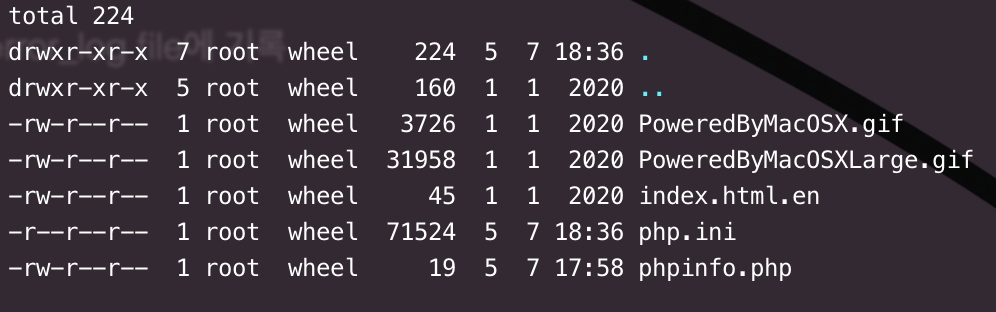 total 224
drwxr-xr-x  7 root  wheel    224  5  7 18:36 .
drwxr-xr-x  5 root  wheel    160  1  1  2020 ..
-rw-r--r--  1 root  wheel   3726  1  1  2020 PoweredByMacOSX.gif
-rw-r--r--  1 root  wheel  31958  1  1  2020 PoweredByMacOSXLarge.gif
-rw-r--r--  1 root  wheel     45  1  1  2020 index.html.en
-r--r--r--  1 root  wheel  71524  5  7 18:36 php.ini
-rw-r--r--  1 root  wheel     19  5  7 17:58 phpinfo.php